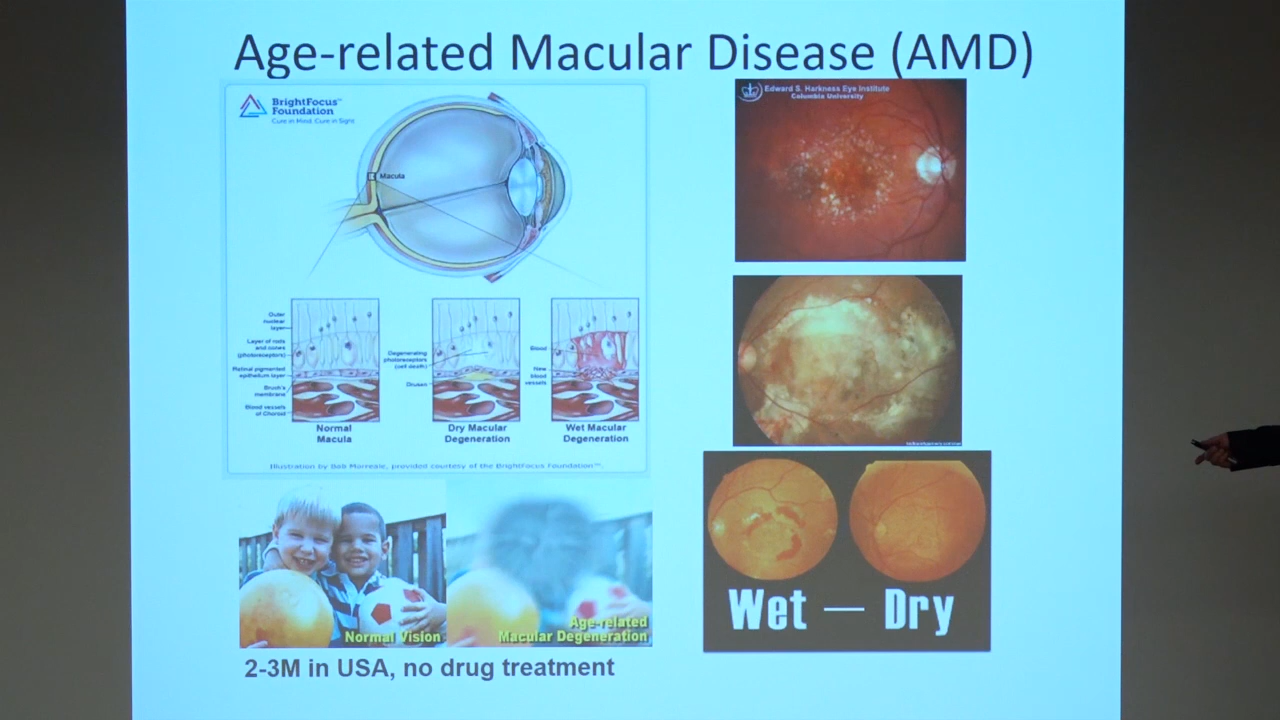 Age-related Macular Disease (AMD)
BrightFocus™
Foundation
Cure in Mind. Cure in Sight.
Macula
Outer
nuclear
layer
Layer of rods
and cones
(photoreceptors)
Retinal pigmented
epithelium layer
Bruch's
membrane
Blood vessels
of Choroid
Normal
Macula
Degenerating
photoreceptors
(cell death)
Drusen
Dry Macular
Degeneration
Blood
New
blood
vessels
Wet Macular
Degeneration
Illustration by Bob Morreale, provided courtesy of the BrightFocus Foundation™.
Edward S. Harkness Eye Institute
Columbia University
Normal Vision
Age-related
Macular Degeneration
Wet — Dry
2-3M in USA, no drug treatment